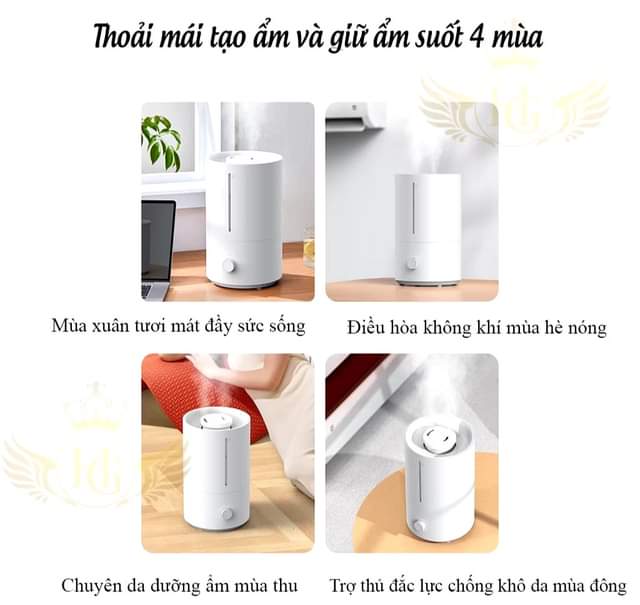 Thoải mái tạo ẩm và giữ ẩm suốt 4 mùa
Mùa xuân tươi mát đầy sức sống
Điều hòa không khí mùa hè nóng
Chuyên da dưỡng ẩm mùa thu
Trợ thủ đắc lực chống khô da mùa đông